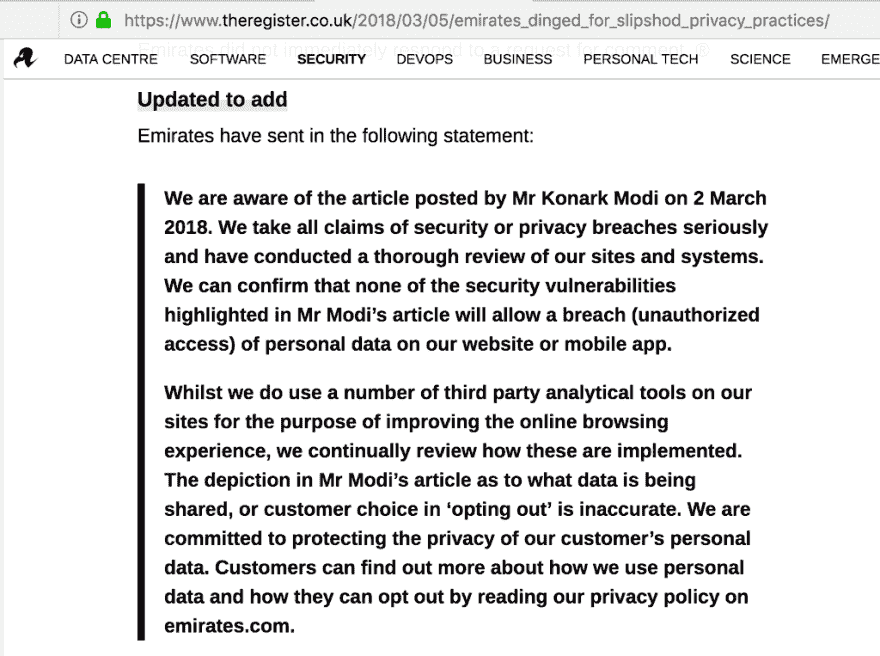 https://www.theregister.co.uk/2018/03/05/emirates_dinged_for_slipshod_privacy_practices/
Emirates did not immediately respond to a request for comment. ®
DATA CENTRE SOFTWARE SECURITY DEVOPS BUSINESS PERSONAL TECH SCIENCE EMERGE
Updated to add
Emirates have sent in the following statement:
We are aware of the article posted by Mr Konark Modi on 2 March
2018. We take all claims of security or privacy breaches seriously
and have conducted a thorough review of our sites and systems.
We can confirm that none of the security vulnerabilities
highlighted in Mr Modi’s article will allow a breach (unauthorized
access) of personal data on our website or mobile app.
Whilst we do use a number of third party analytical tools on our
sites for the purpose of improving the online browsing
experience, we continually review how these are implemented.
The depiction in Mr Modi’s article as to what data is being
shared, or customer choice in ‘opting out’ is inaccurate. We are
committed to protecting the privacy of our customer’s personal
data. Customers can find out more about how we use personal
data and how they can opt out by reading our privacy policy on
emirates.com.